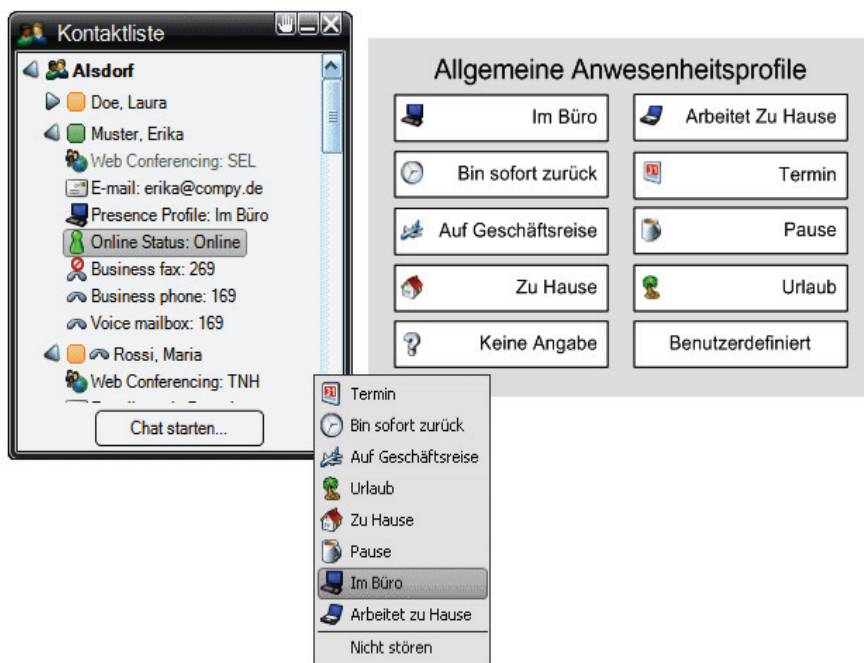 Kontaktliste
Alsdorf
Doe, Laura
Muster, Erika
Web Conferencing: SEL
E-mail: erika@compy.de
Presence Profile: Im Büro
Online Status: Online
Business fax: 269
Business phone: 169
Voice mailbox: 169
Rossi, Maria
Web Conferencing: TNH
Chat starten...
Allgemeine Anwesenheitsprofile
Im Büro
Arbeitet Zu Hause
Bin sofort zurück
Termin
Auf Geschäftsreise
Pause
Zu Hause
Urlaub
Keine Angabe
Benutzerdefiniert
Termin
Bin sofort zurück
Auf Geschäftsreise
Urlaub
Zu Hause
Pause
Im Büro
Arbeitet zu Hause
Nicht stören